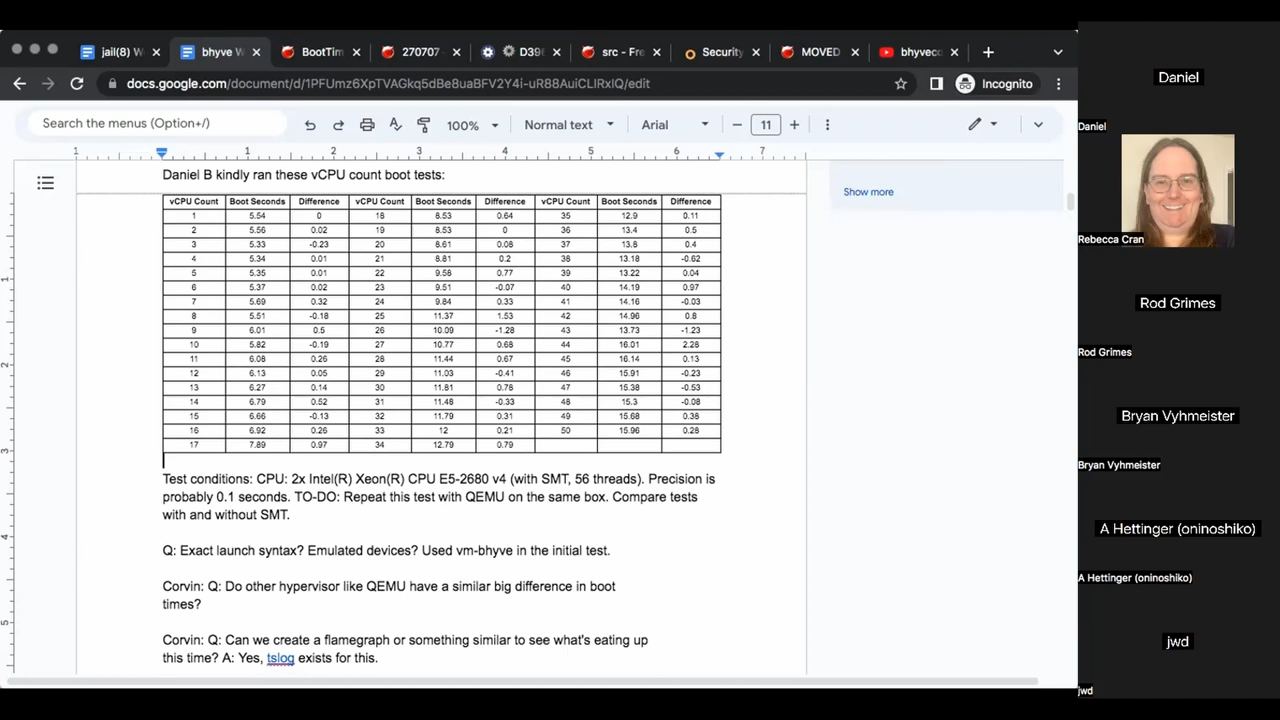 jail(8) W
bhyve W
BootTim
270707 -
D396
src - Fre
Security
MOVED
bhyveco
docs.google.com/document/d/1PFUmz6XpTVAGkq5dBe8uaBFV2Y4i-uR88AuiCLIRxIQ/edit
Incognito
Search the menus (Option+/)
100%
Normal text
Arial
11
1 1 2 3 4 5 6 7
Show more
Daniel B kindly ran these vCPU count boot tests:
vCPU Count Boot Seconds Difference vCPU Count Boot Seconds Difference vCPU Count Boot Seconds Difference
1 5.54 0 18 8.53 0.64 35 12.9 0.11
2 5.56 0.02 19 8.53 0 36 13.4 0.5
3 5.33 -0.23 20 8.61 0.08 37 13.8 0.4
4 5.34 0.01 21 8.81 0.2 38 13.18 -0.62
5 5.35 0.01 22 9.58 0.77 39 13.22 0.04
6 5.37 0.02 23 9.51 -0.07 40 14.19 0.97
7 5.69 0.32 24 9.84 0.33 41 14.16 -0.03
8 5.51 -0.18 25 11.37 1.53 42 14.96 0.8
9 6.01 0.5 26 10.09 -1.28 43 13.73 -1.23
10 5.82 -0.19 27 10.77 0.68 44 16.01 2.28
11 6.08 0.26 28 11.44 0.67 45 16.14 0.13
12 6.13 0.05 29 11.03 -0.41 46 15.91 -0.23
13 6.27 0.14 30 11.81 0.78 47 15.38 -0.53
14 6.79 0.52 31 11.48 -0.33 48 15.3 -0.08
15 6.66 -0.13 32 11.79 0.31 49 15.68 0.38
16 6.92 0.26 33 12 0.21 50 15.96 0.28
17 7.89 0.97 34 12.79 0.79
Test conditions: CPU: 2x Intel(R) Xeon(R) CPU E5-2680 v4 (with SMT, 56 threads). Precision is
probably 0.1 seconds. TO-DO: Repeat this test with QEMU on the same box. Compare tests
with and without SMT.
Q: Exact launch syntax? Emulated devices? Used vm-bhyve in the initial test.
Corvin: Q: Do other hypervisor like QEMU have a similar big difference in boot
times?
Corvin: Q: Can we create a flamegraph or something similar to see what's eating up
this time? A: Yes, tslog exists for this.
1
2
3
4
5
Daniel
Daniel
Rebecca Cran
Rod Grimes
Rod Grimes
Bryan Vyhmeister
Bryan Vyhmeister
A Hettinger (oninoshiko)
A Hettinger (oninoshiko)
jwd
jwd